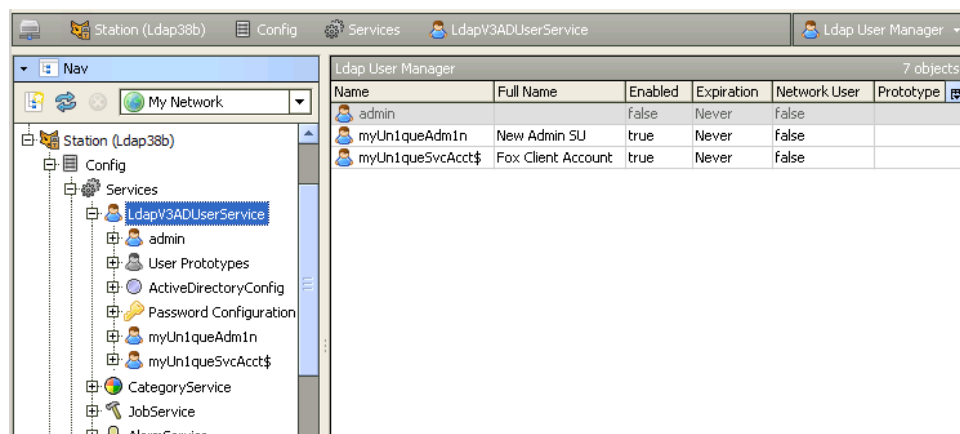 Station (Ldap38b) Config Services LdapV3ADUserService Ldap User Manager
Nav
My Network
Station (Ldap38b)
Config
Services
LdapV3ADUserService
admin
User Prototypes
ActiveDirectoryConfig
Password Configuration
myUn1queAdm1n
myUn1queSvcAcct$
CategoryService
JobService
AlarmService
Ldap User Manager 7 objects
Name Full Name Enabled Expiration Network User Prototype
admin false Never false
myUn1queAdm1n New Admin SU true Never false
myUn1queSvcAcct$ Fox Client Account true Never false